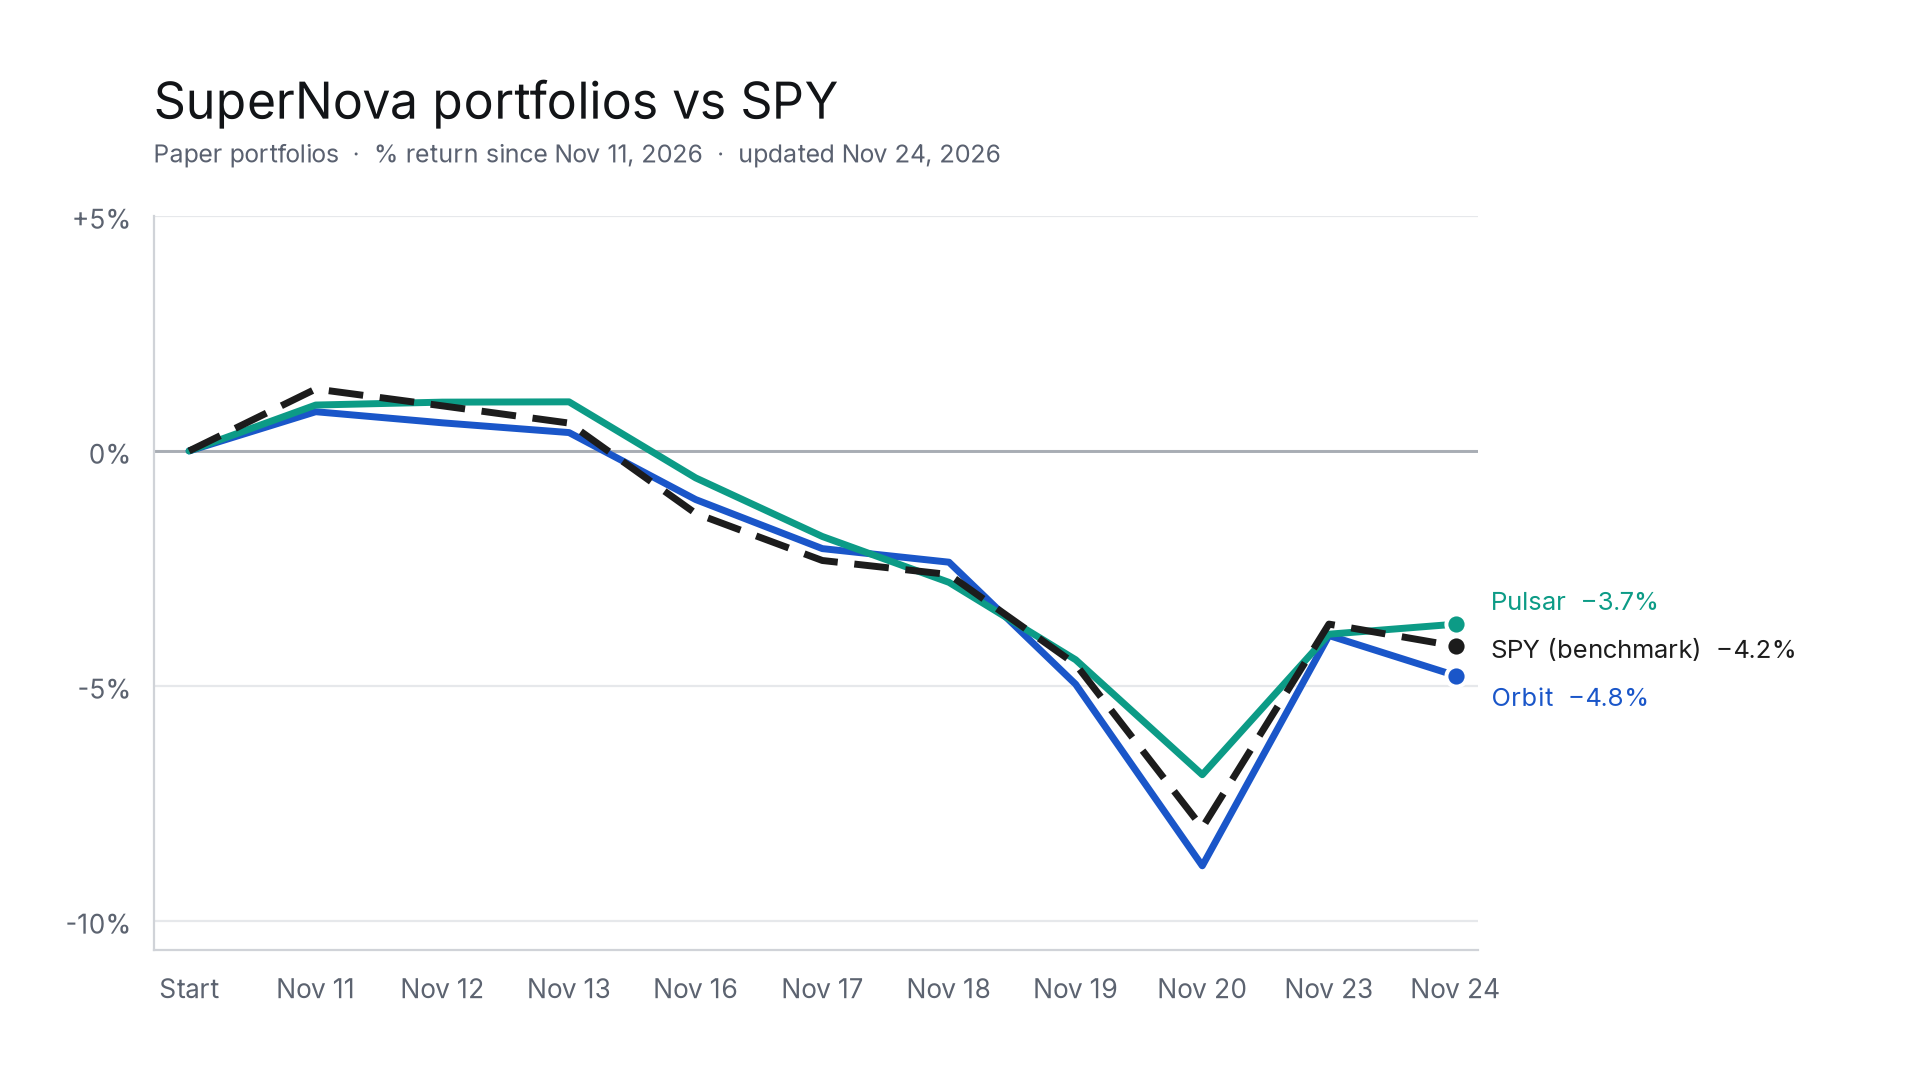 SuperNova portfolios vs SPY
Paper portfolios · % return since Nov 11, 2026 · updated Nov 24, 2026
+5%
0%
-5%
-10%
Pulsar −3.7%
SPY (benchmark) −4.2%
Orbit −4.8%
Start Nov 11 Nov 12 Nov 13 Nov 16 Nov 17 Nov 18 Nov 19 Nov 20 Nov 23 Nov 24